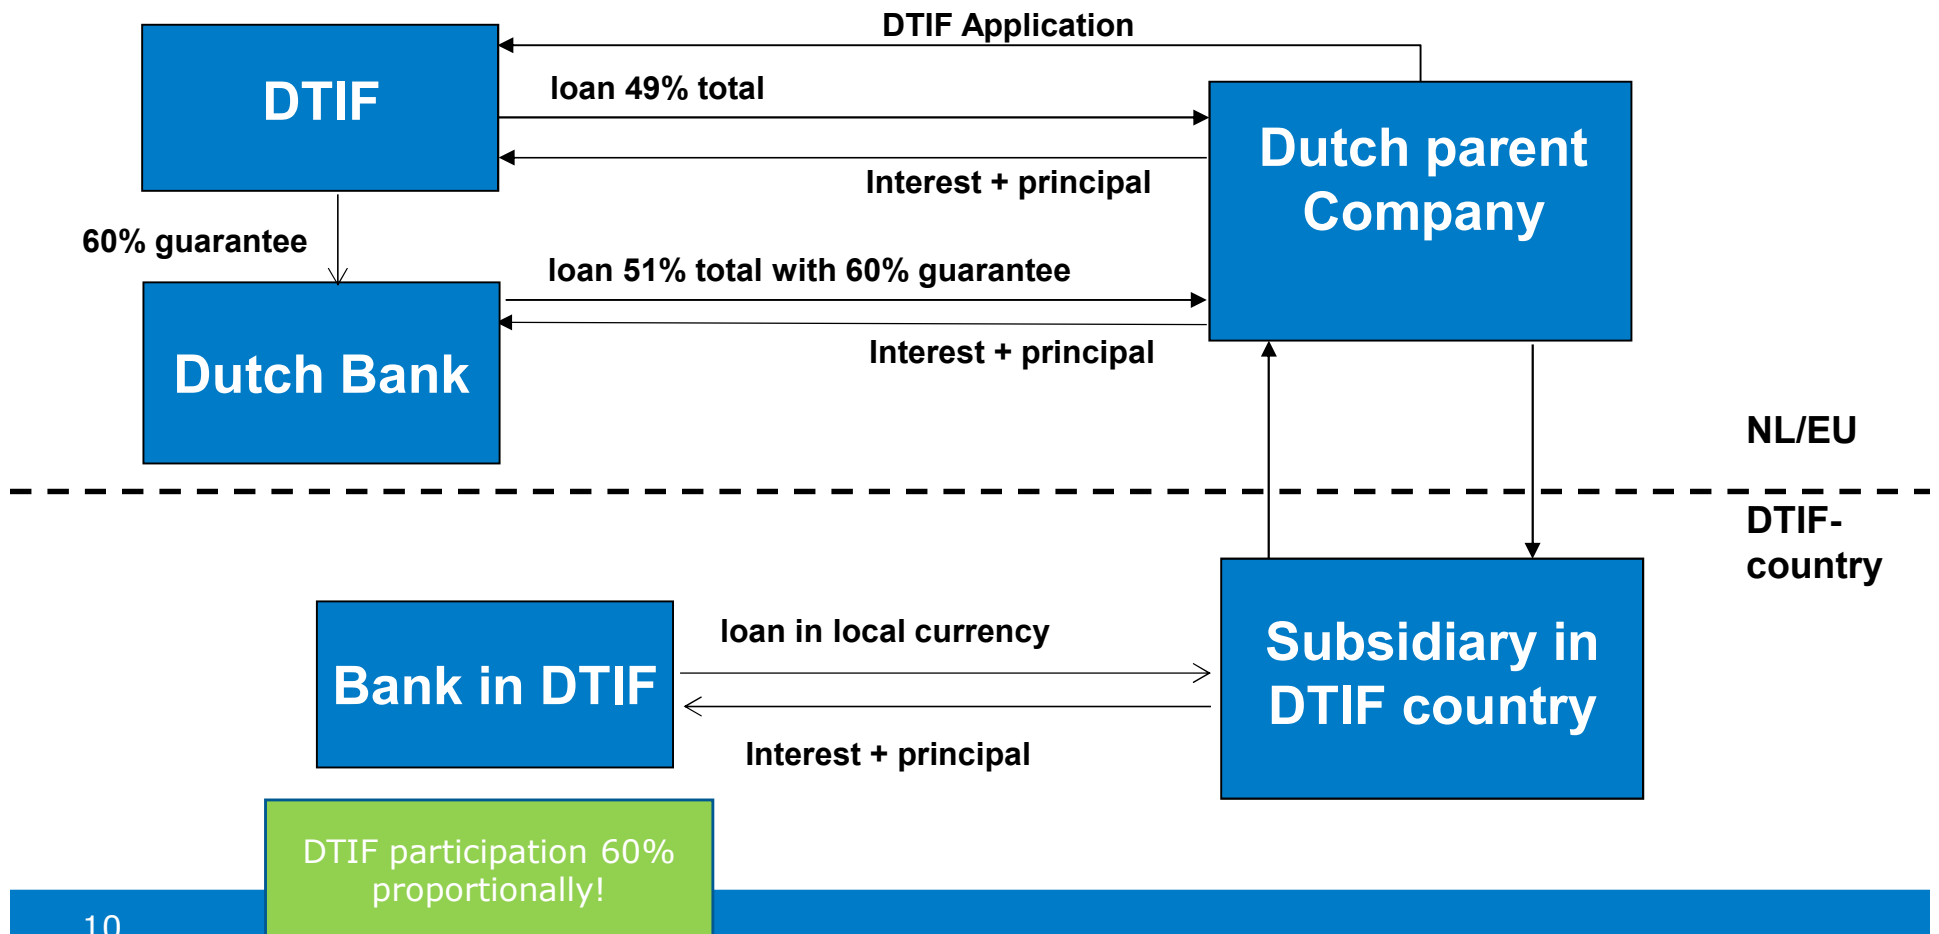 DTIF Application
DTIF
loan 49% total
Dutch parent
Company
Interest + principal
60% guarantee
loan 51% total with 60% guarantee
Dutch Bank
Interest + principal
NL/EU
DTIF-
country
loan in local currency
Bank in DTIF
Subsidiary in
DTIF country
Interest + principal
DTIF participation 60%
proportionally!
10